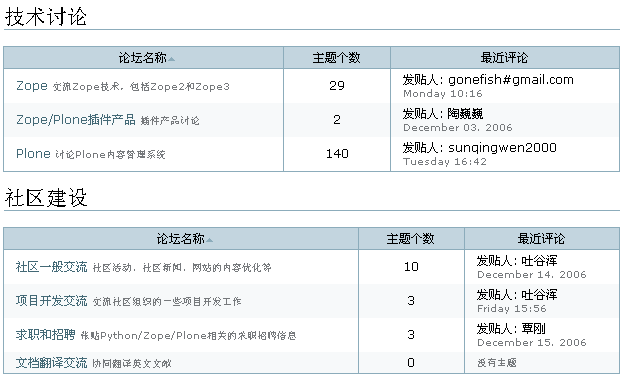 技术讨论
论坛名称 主题个数 最近评论
Zope 交流Zope技术，包括Zope2和Zope3 29 发贴人: gonefish#gmail.com
Monday 10:16
Zope/Plone插件产品 插件产品讨论 2 发贴人: 陶巍巍
December 03, 2006
Plone 讨论Plone内容管理系统 140 发贴人: sunqingwen2000
Tuesday 16:42
社区建设
论坛名称 主题个数 最近评论
社区一般交流 社区活动、社区新闻、网站的内容优化等 10 发贴人: 吐谷浑
December 14, 2006
项目开发交流 交流社区组织的一些项目开发工作 3 发贴人: 吐谷浑
Friday 15:56
求职和招聘 张贴Python/Zope/Plone相关的求职招聘信息 3 发贴人: 覃刚
December 15, 2006
文档翻译交流 协同翻译英文文献 0 没有主题